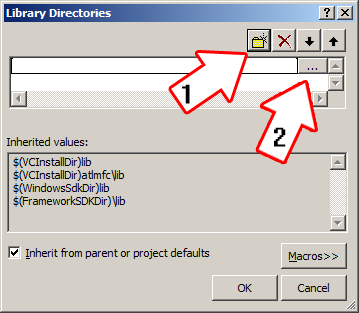 Library Directories
...
1
2
Inherited values:
$(VCInstallDir)lib
$(VCInstallDir)atlmfc\lib
$(WindowsSdkDir)lib
$(FrameworkSDKDir)\lib
Inherit from parent or project defaults
Macros>>
OK Cancel